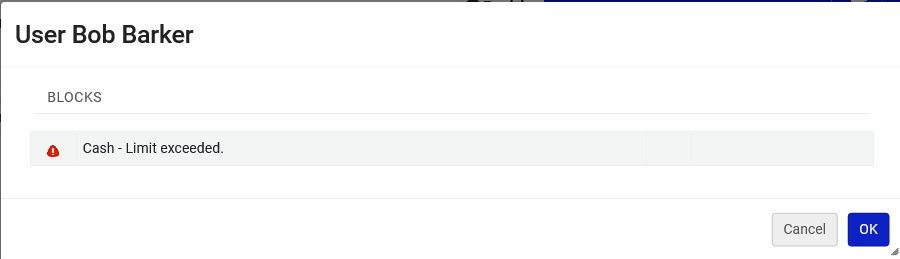 User Bob Barker
BLOCKS
Cash - Limit exceeded.
Cancel
OK